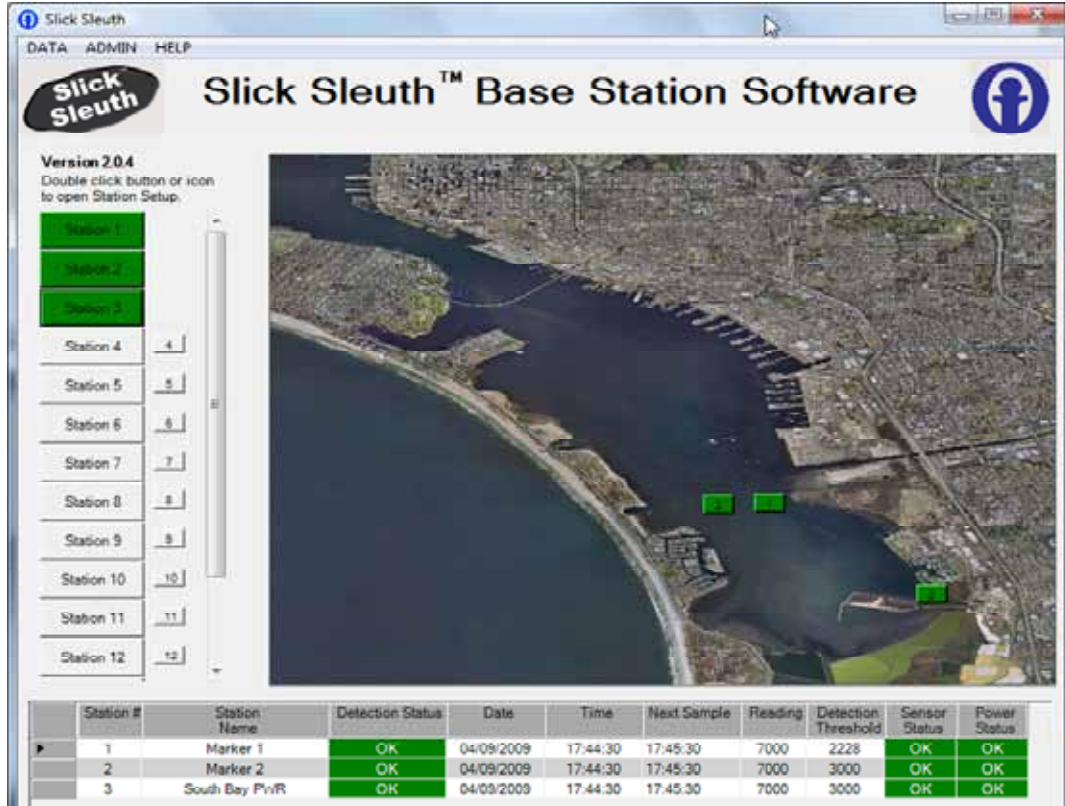 Slick Sleuth
DATA ADMIN HELP
Slick
Sleuth
Slick Sleuth™ Base Station Software
Version 2.0.4
Double click button or icon
to open Station Setup.
Station 1
Station 2
Station 3
Station 4 4
Station 5 5
Station 6 6
Station 7 7
Station 8 8
Station 9 9
Station 10 10
Station 11 11
Station 12 12
Station # Station Name Detection Status Date Time Next Sample Reading Detection Threshold Sensor Status Power Status
1 Marker 1 OK 04/09/2009 17:44:30 17:45:30 7000 2228 OK OK
2 Marker 2 OK 04/09/2009 17:44:30 17:45:30 7000 3000 OK OK
3 South Bay PWR OK 04/09/2009 17:44:30 17:45:30 7000 3000 OK OK